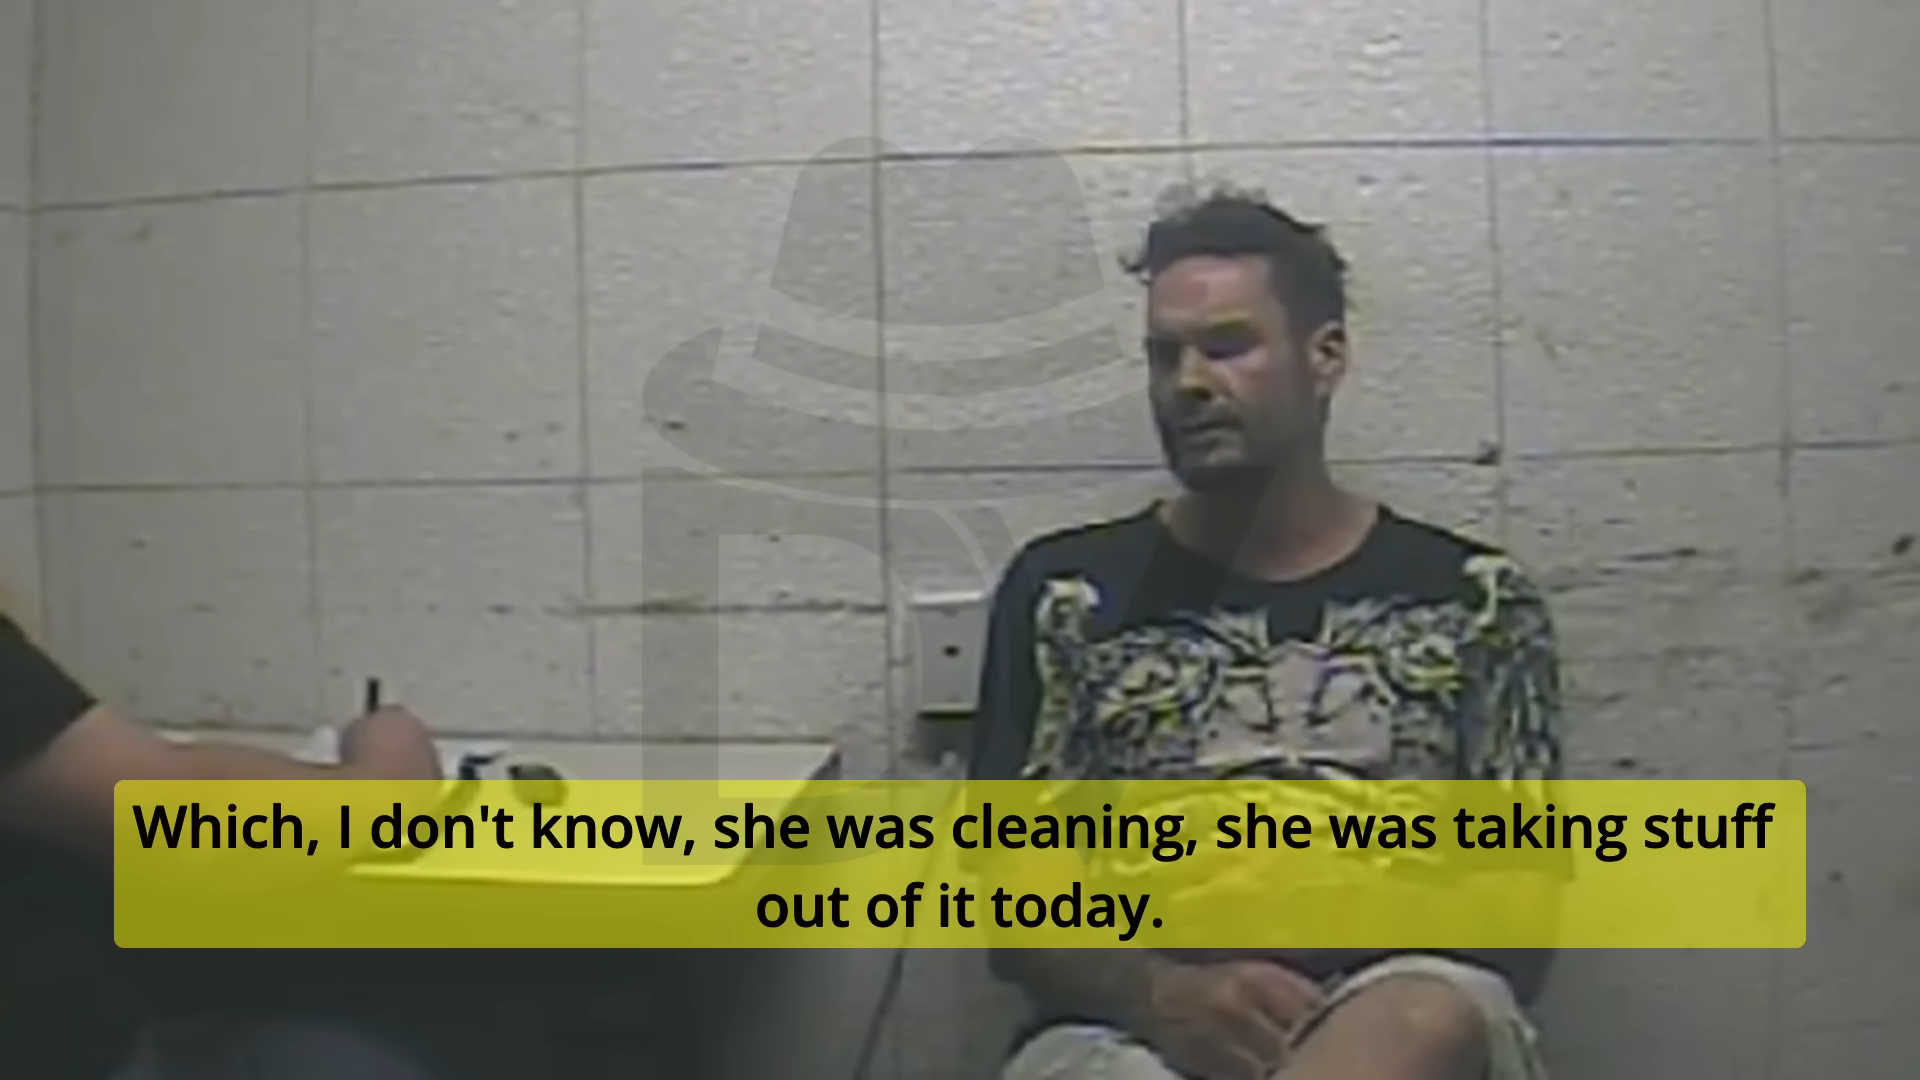 Which, I don't know, she was cleaning, she was taking stuff
out of it today.